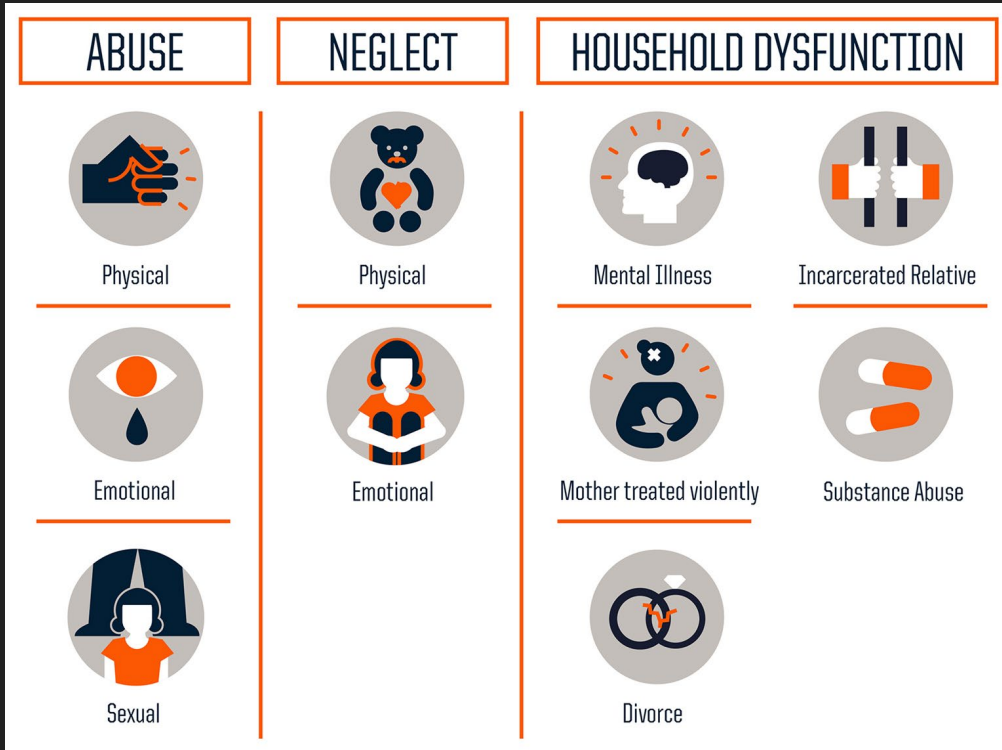 ABUSE
Physical
Emotional
Sexual
NEGLECT
Physical
Emotional
HOUSEHOLD DYSFUNCTION
Mental Illness
Incarcerated Relative
Mother treated violently
Substance Abuse
Divorce